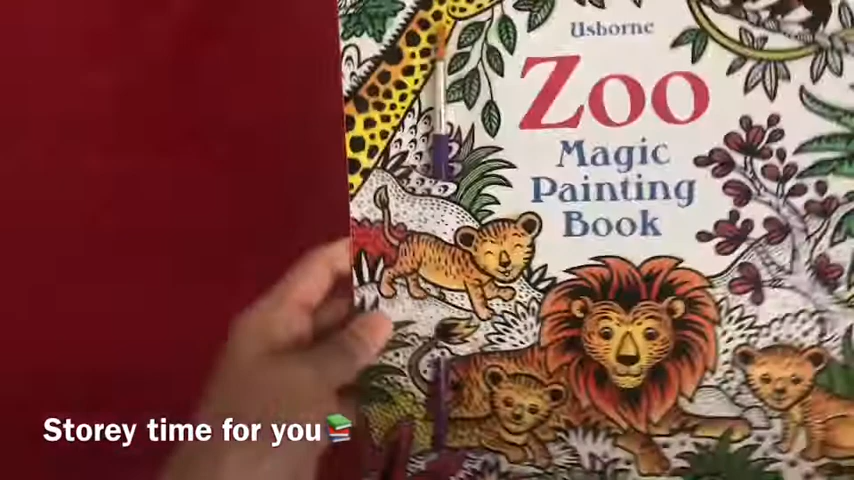 Usborne
Zoo
Magic
Painting
Book
Storey time for you📚